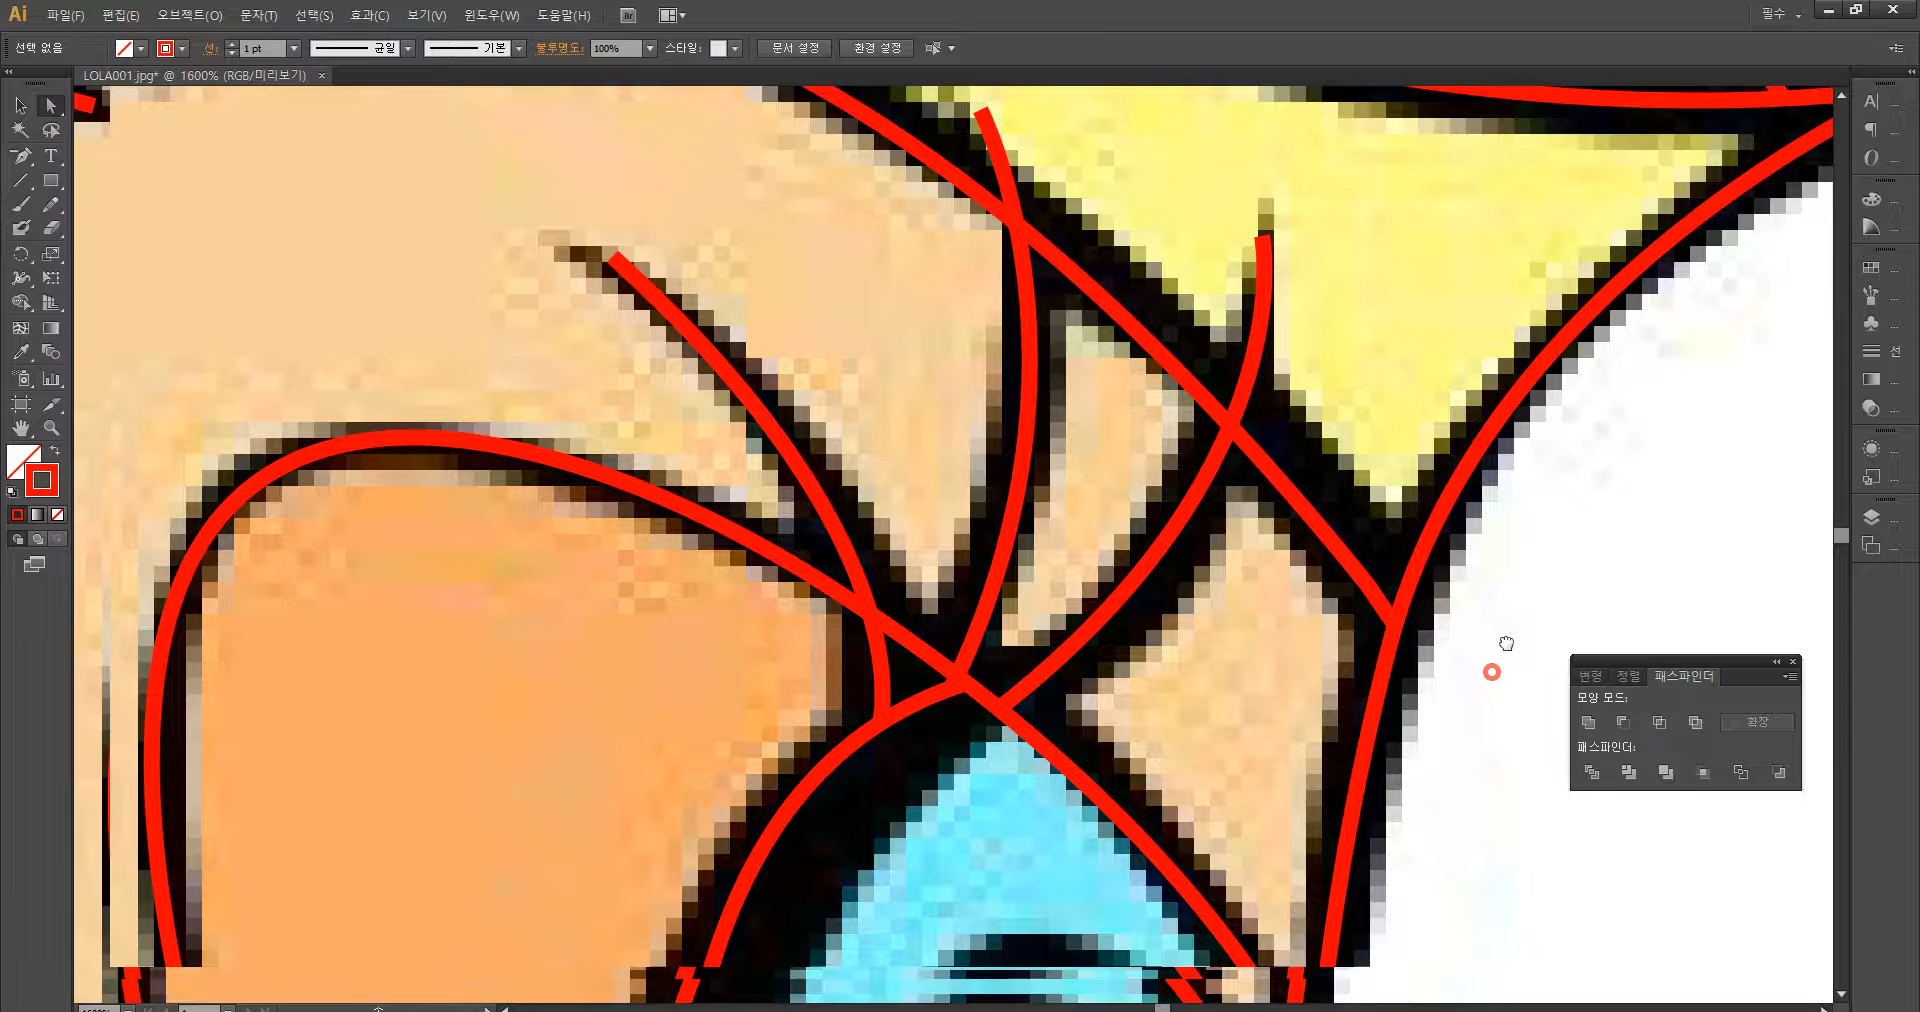 Ai 파일(F) 편집(E) 오브젝트(O) 문자(T) 선택(S) 효과(C) 보기(V) 윈도우(W) 도움말(H) Br 필수
선택 없음 선: 1 pt 균일 기본 불투명도: 100% 스타일: 문서 설정 환경 설정
LOLA001.jpg* @ 1600% (RGB/미리보기)
선
변형 정렬 패스파인더
모양 모드:
확장
패스파인더: